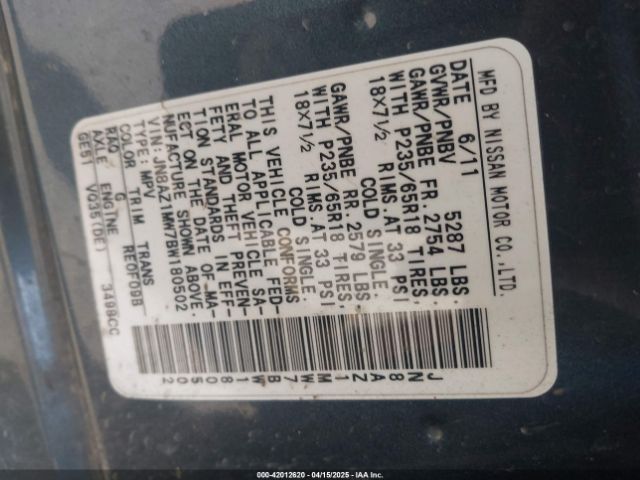 MFD BY NISSAN MOTOR CO.,LTD.
DATE 6/11
GVWR/PNBV 5287 LBS.
GAWR/PNBE FR. 2754 LBS.
WITH P235/65R18 TIRES,
18X7½ RIMS.AT 33 PSI
COLD SINGLE.
GAWR/PNBE RR. 2579 LBS.
WITH P235/65R18 TIRES,
18X7½ RIMS.AT 33 PSI
COLD SINGLE.
THIS VEHICLE CONFORMS
TO ALL APPLICABLE FED-
ERAL MOTOR VEHICLE SA-
FETY AND THEFT PREVEN-
TION STANDARDS IN EFF-
ECT ON THE DATE OF MA-
NUFACTURE SHOWN ABOVE.
VIN: JN8AZ1MW7BW180502
TYPE: MPV
COLOR TRIM TRANS
RAQ G RE0F09B
AXLE ENGINE
GE51 VQ35(DE) 3498CC
JN8AZ1MW7BW180502
000-42012620 04/15/2025 IAA INC